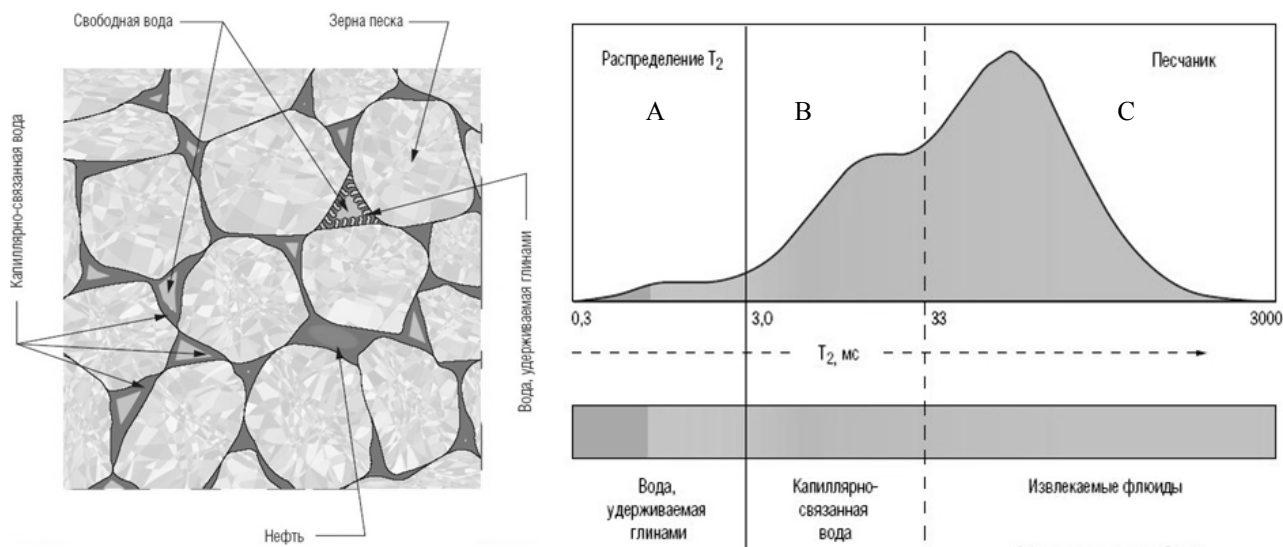 Свободная вода
Зерна песка
Капиллярно-связанная вода
Вода, удерживаемая глинами
Нефть
Распределение T₂
Песчаник
A
B
C
0,3
3,0
33
3000
T₂, мс
Вода,
удерживаемая
глинами
Капиллярно-
связанная
вода
Извлекаемые флюиды